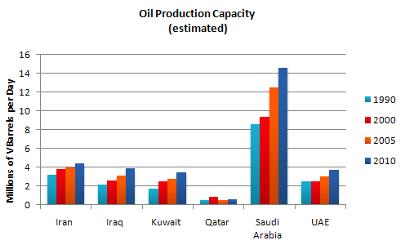 Oil Production Capacity
(estimated)
Millions of VBarrels per Day
16
14
12
10
8
6
4
2
0
Iran
Iraq
Kuwait
Qatar
Saudi
Arabia
UAE
1990
2000
2005
2010